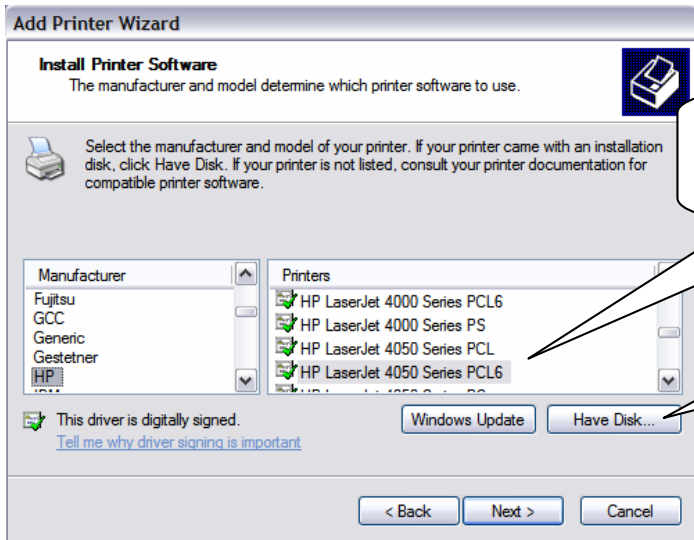 Add Printer Wizard
Install Printer Software
The manufacturer and model determine which printer software to use.
Select the manufacturer and model of your printer. If your printer came with an installation
disk, click Have Disk. If your printer is not listed, consult your printer documentation for
compatible printer software.
Manufacturer
Fujitsu
GCC
Generic
Gestetner
HP
Printers
HP LaserJet 4000 Series PCL6
HP LaserJet 4000 Series PS
HP LaserJet 4050 Series PCL
HP LaserJet 4050 Series PCL6
This driver is digitally signed.
Tell me why driver signing is important
Windows Update
Have Disk...
< Back
Next >
Cancel